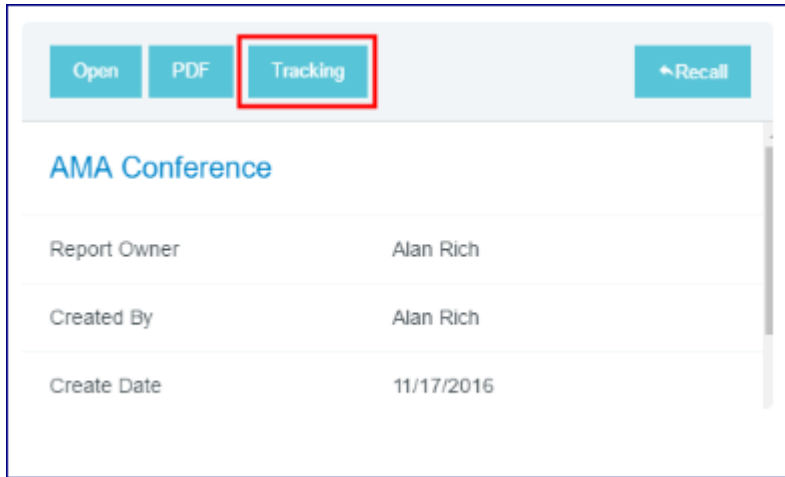 Open PDF Tracking Recall
AMA Conference
Report Owner Alan Rich
Created By Alan Rich
Create Date 11/17/2016